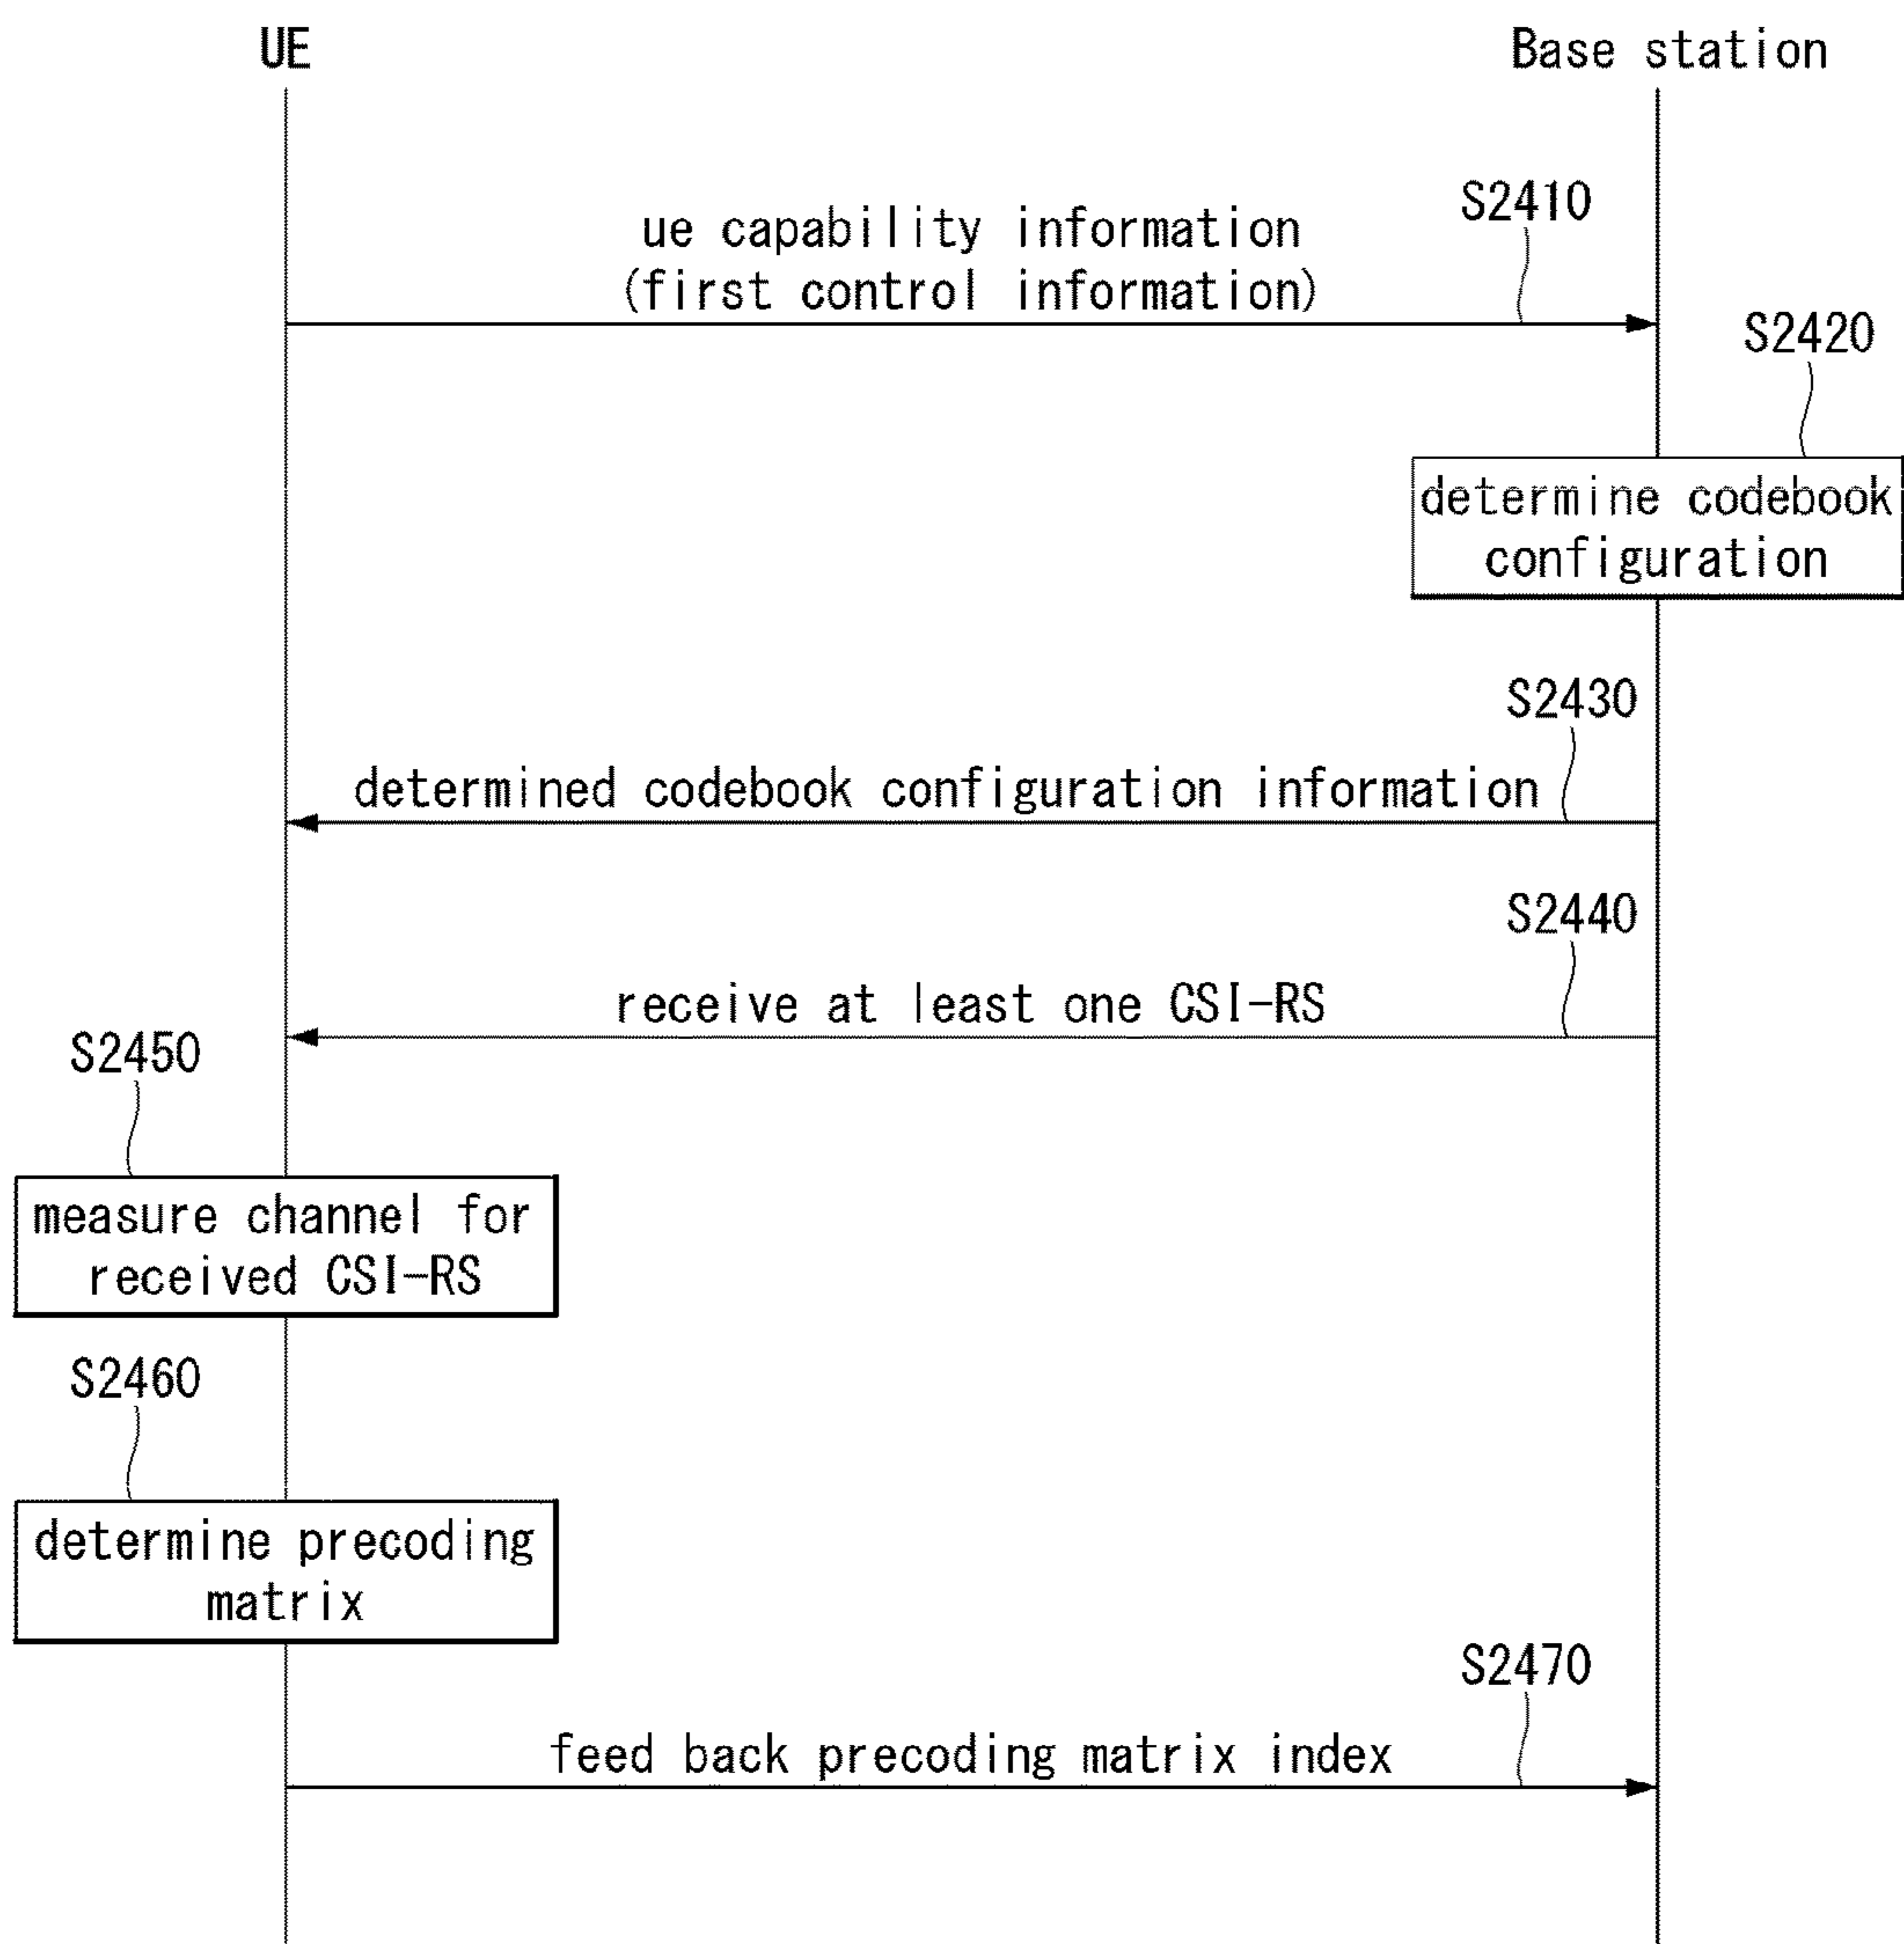 UE
Base station
S2410
ue capability information
(first control information)
S2420
determine codebook
configuration
S2430
determined codebook configuration information
S2440
receive at least one CSI-RS
S2450
measure channel for
received CSI-RS
S2460
determine precoding
matrix
S2470
feed back precoding matrix index